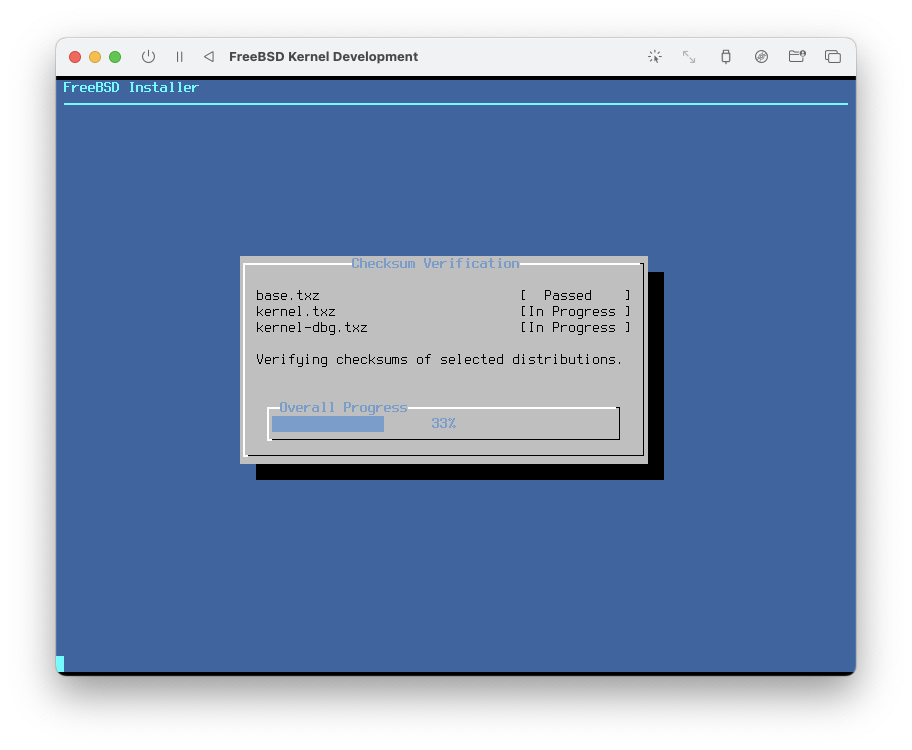 FreeBSD Kernel Development
FreeBSD Installer
Checksum Verification
base.txz [  Passed    ]
kernel.txz [In Progress ]
kernel-dbg.txz [In Progress ]
Verifying checksums of selected distributions.
Overall Progress
33%